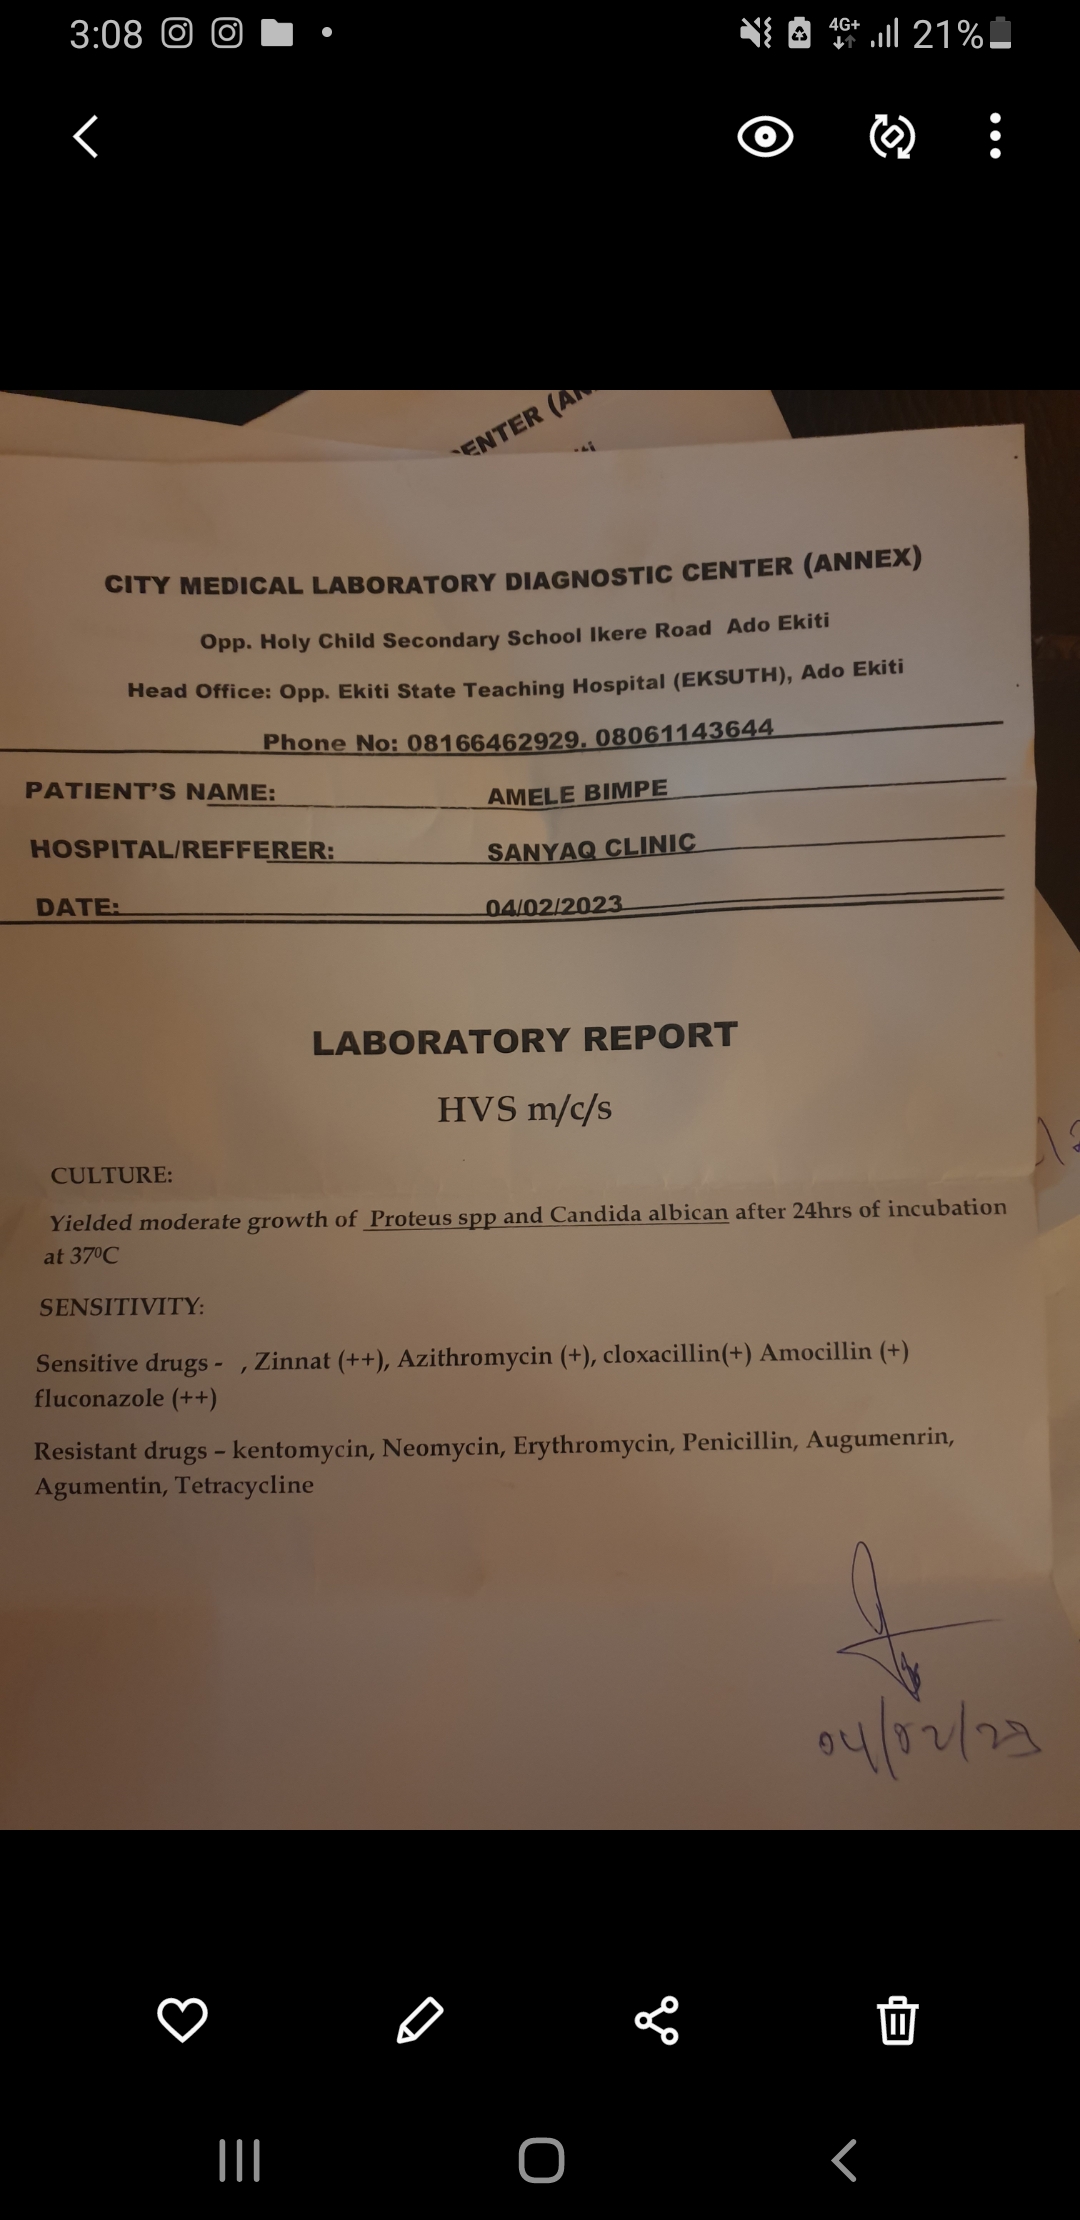 3:08
4G+
21%
ENTER (AN
CITY MEDICAL LABORATORY DIAGNOSTIC CENTER (ANNEX)
Opp. Holy Child Secondary School Ikere Road Ado Ekiti
Head Office: Opp. Ekiti State Teaching Hospital (EKSUTH), Ado Ekiti
Phone No: 08166462929, 08061143644
PATIENT'S NAME: AMELE BIMPE
HOSPITAL/REFFERER: SANYAQ CLINIC
DATE: 04/02/2023
LABORATORY REPORT
HVS m/c/s
CULTURE:
Yielded moderate growth of Proteus spp and Candida albican after 24hrs of incubation
at 37⁰C
SENSITIVITY:
Sensitive drugs - , Zinnat (++), Azithromycin (+), cloxacillin(+) Amocillin (+)
fluconazole (++)
Resistant drugs – kentomycin, Neomycin, Erythromycin, Penicillin, Augumenrin,
Agumentin, Tetracycline
04/02/23